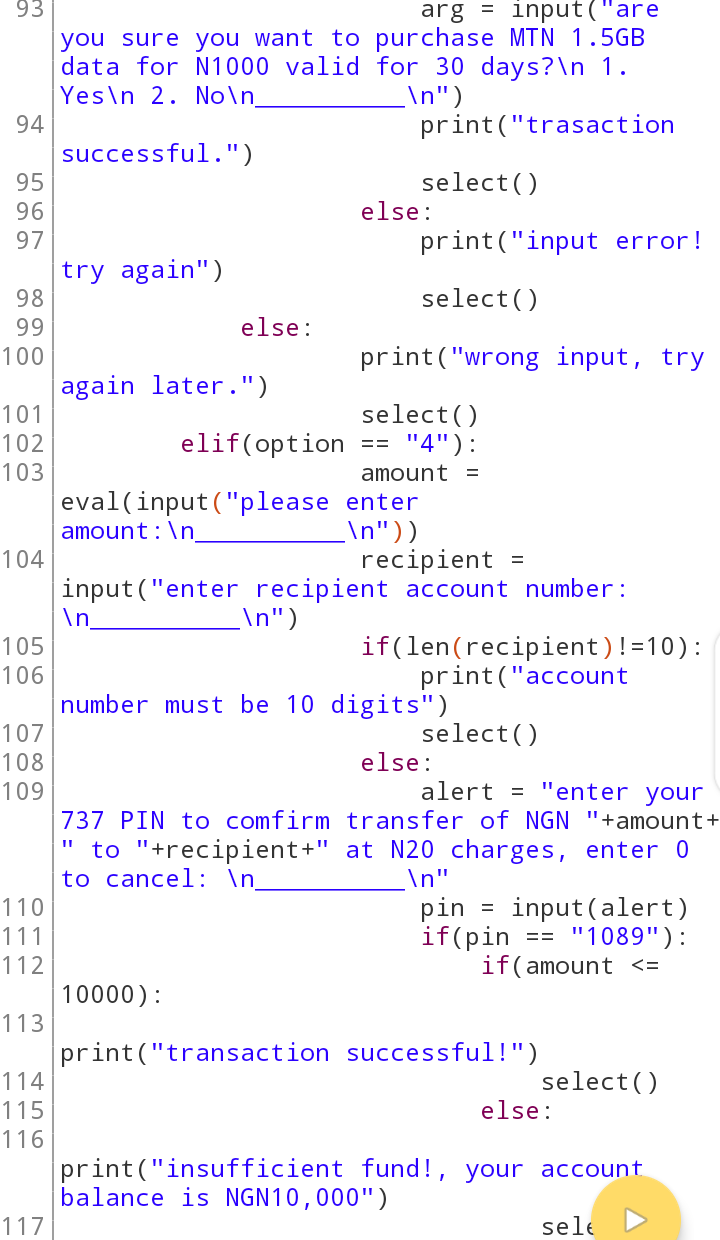 93 arg = input("are
you sure you want to purchase MTN 1.5GB
data for N1000 valid for 30 days?\n 1.
Yes\n 2. No\n__________\n")
94 print("trasaction
successful.")
95 select()
96 else:
97 print("input error!
try again")
98 select()
99 else:
100 print("wrong input, try
again later.")
101 select()
102 elif(option == "4"):
103 amount =
eval(input("please enter
amount:\n__________\n"))
104 recipient =
input("enter recipient account number:
\n__________\n")
105 if(len(recipient)!=10):
106 print("account
number must be 10 digits")
107 select()
108 else:
109 alert = "enter your
737 PIN to comfirm transfer of NGN "+amount+
" to "+recipient+" at N20 charges, enter 0
to cancel: \n__________\n"
110 pin = input(alert)
111 if(pin == "1089"):
112 if(amount <=
10000):
113
print("transaction successful!")
114 select()
115 else:
116
print("insufficient fund!, your account
balance is NGN10,000")
117